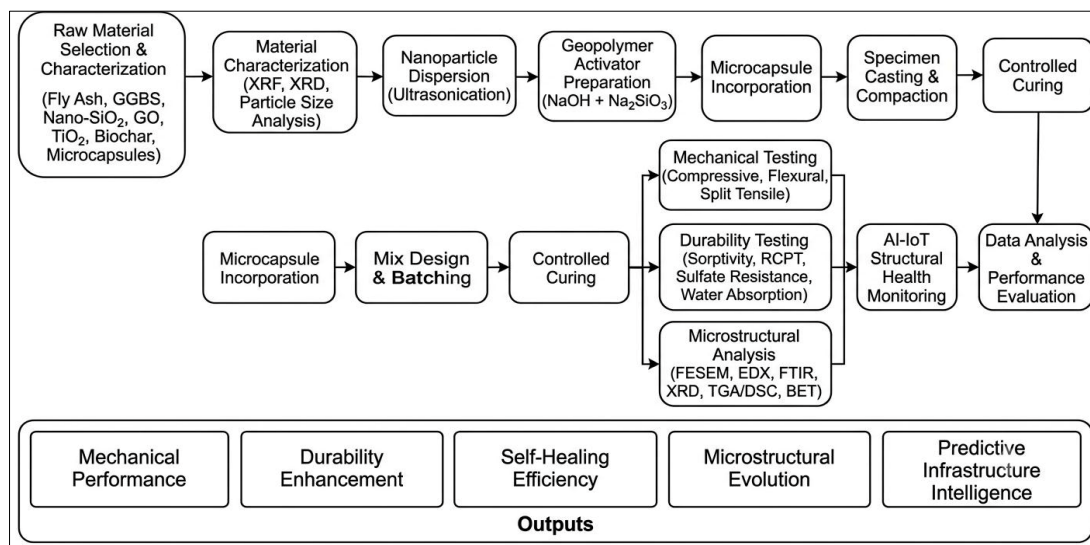 Raw Material
Selection &
Characterization
(Fly Ash, GGBS,
Nano-SiO₂, GO,
TiO₂, Biochar,
Microcapsules)
Material
Characterization
(XRF, XRD,
Particle Size
Analysis)
Nanoparticle
Dispersion
(Ultrasonication)
Geopolymer
Activator
Preparation
(NaOH + Na₂SiO₃)
Microcapsule
Incorporation
Specimen
Casting &
Compaction
Controlled
Curing
Microcapsule
Incorporation
Mix Design
& Batching
Controlled
Curing
Mechanical Testing
(Compressive, Flexural,
Split Tensile)
Durability Testing
(Sorptivity, RCPT,
Sulfate Resistance,
Water Absorption)
Microstructural
Analysis
(FESEM, EDX, FTIR,
XRD, TGA/DSC, BET)
AI-IoT
Structural
Health
Monitoring
Data Analysis
&
Performance
Evaluation
Mechanical
Performance
Durability
Enhancement
Self-Healing
Efficiency
Microstructural
Evolution
Predictive
Infrastructure
Intelligence
Outputs